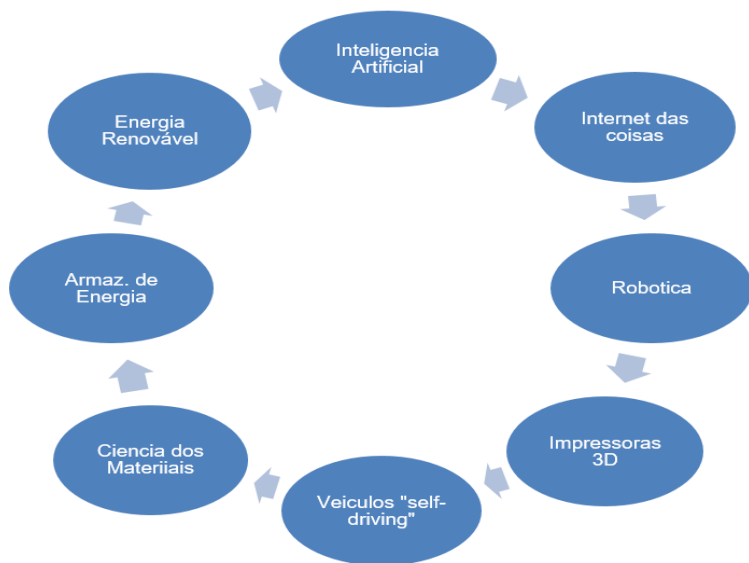 Inteligencia
Artificial
Internet das
coisas
Robotica
Impressoras
3D
Veiculos "self-
driving"
Ciencia dos
Materiiais
Armaz. de
Energia
Energia
Renovável